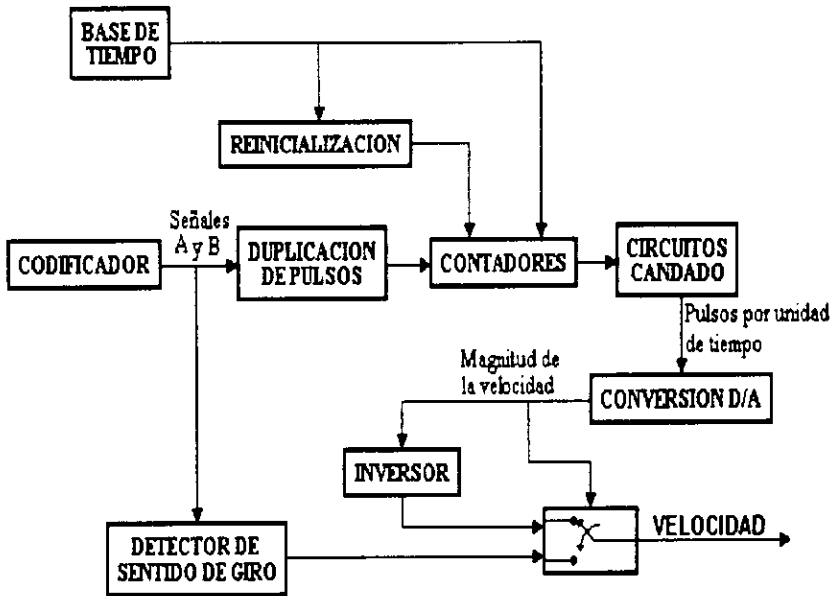 BASE DE
TIEMPO
REINICIALIZACION
Señales
A y B
CODIFICADOR
DUPLICACION
DE PULSOS
CONTADORES
CIRCUITOS
CANDADO
Pulsos por unidad
de tiempo
Magnitud de
la velocidad
CONVERSION D/A
INVERSOR
VELOCIDAD
DETECTOR DE
SENTIDO DE GIRO